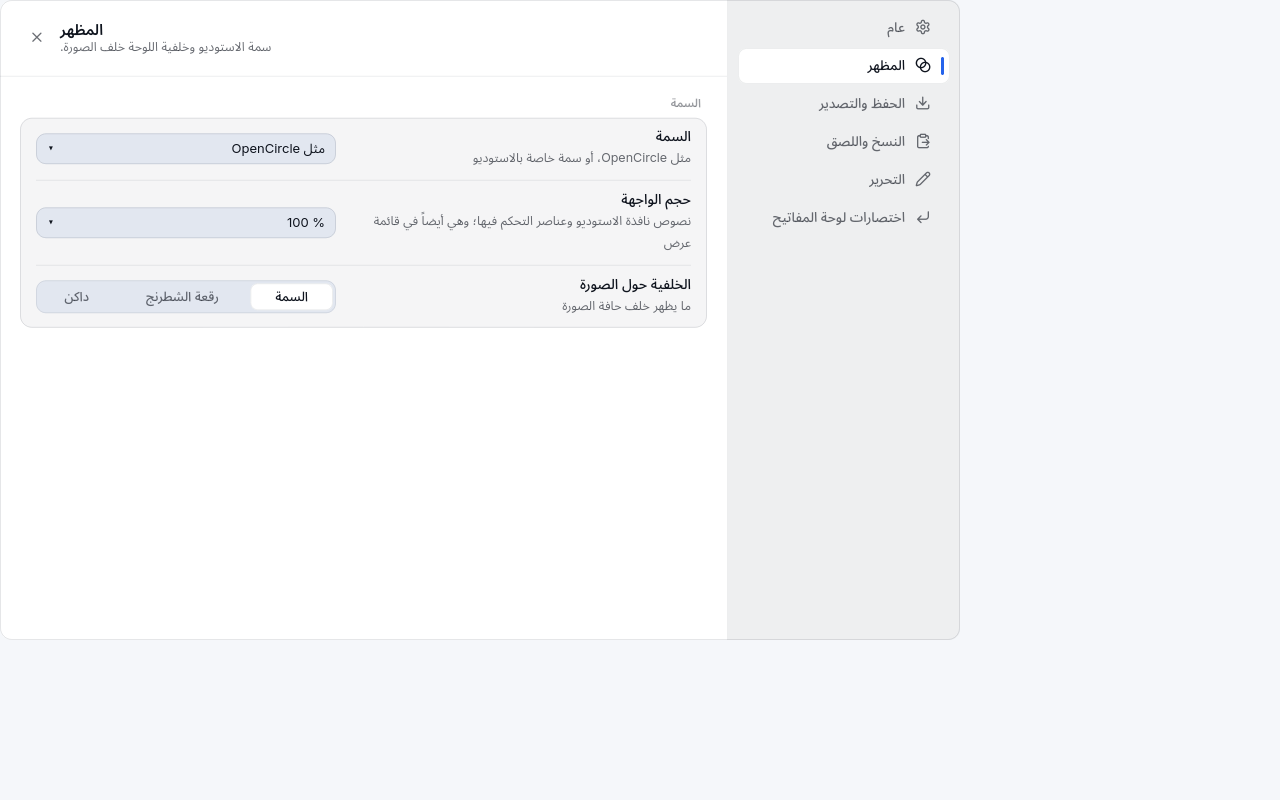 عام
المظهر
الحفظ والتصدير
النسخ واللصق
التحرير
اختصارات لوحة المفاتيح
المظهر
سمة الاستوديو وخلفية اللوحة خلف الصورة.
السمة
السمة
مثل OpenCircle، أو سمة خاصة بالاستوديو
مثل OpenCircle
حجم الواجهة
نصوص نافذة الاستوديو وعناصر التحكم فيها؛ وهي أيضاً في قائمة
عرض
100 %
الخلفية حول الصورة
ما يظهر خلف حافة الصورة
السمة
رقعة الشطرنج
داكن